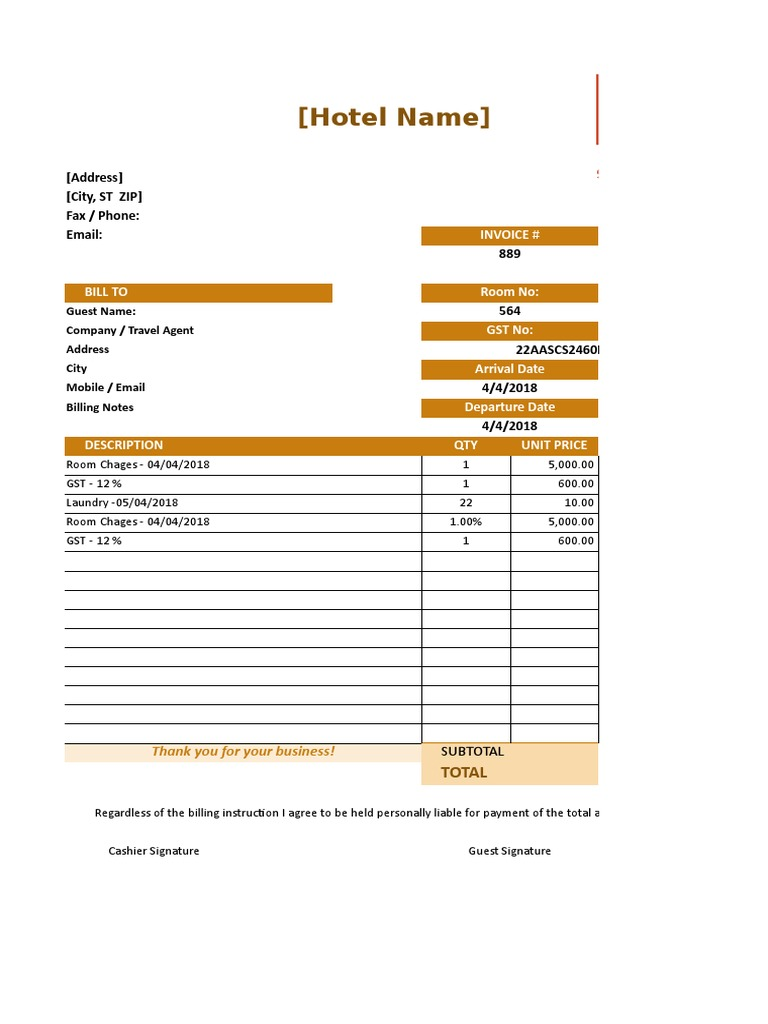 [Hotel Name]
[Address]
[City, ST  ZIP]
Fax / Phone:
Email:
INVOICE #
889
BILL TO
Room No:
Guest Name:
564
Company / Travel Agent
GST No:
Address
22AASCS2460
City
Arrival Date
Mobile / Email
4/4/2018
Billing Notes
Departure Date
4/4/2018
DESCRIPTION QTY UNIT PRICE
Room Chages - 04/04/2018 1 5,000.00
GST - 12 % 1 600.00
Laundry -05/04/2018 22 10.00
Room Chages - 04/04/2018 1.00% 5,000.00
GST - 12 % 1 600.00
Thank you for your business! SUBTOTAL
TOTAL
Regardless of the billing instruction I agree to be held personally liable for payment of the total a
Cashier Signature Guest Signature